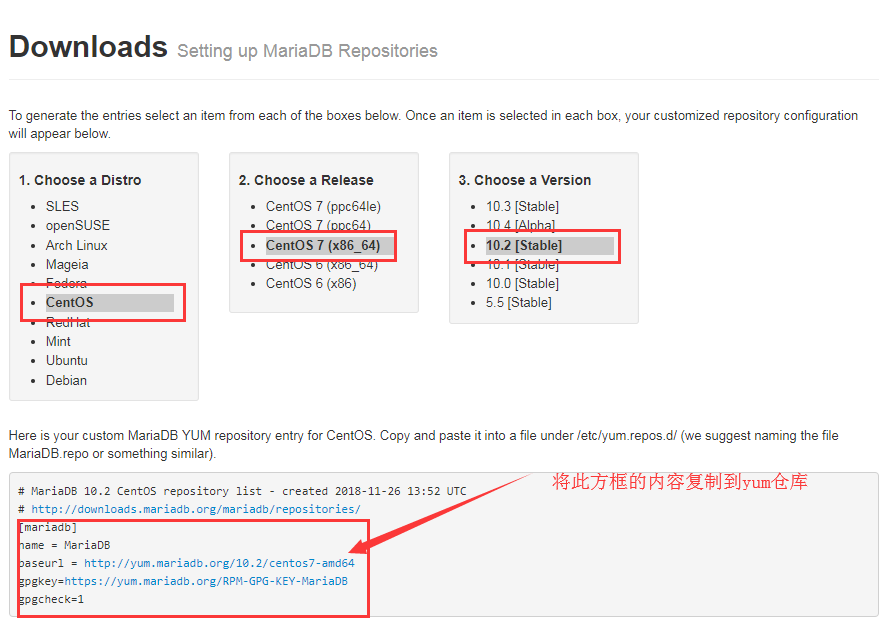 Downloads Setting up MariaDB Repositories
To generate the entries select an item from each of the boxes below. Once an item is selected in each box, your customized repository configuration
will appear below.
1. Choose a Distro
SLES
openSUSE
Arch Linux
Mageia
Fedora
CentOS
RedHat
Mint
Ubuntu
Debian
2. Choose a Release
CentOS 7 (ppc64le)
CentOS 7 (ppc64)
CentOS 7 (x86_64)
CentOS 6 (x86_64)
CentOS 6 (x86)
3. Choose a Version
10.3 [Stable]
10.4 [Alpha]
10.2 [Stable]
10.1 [Stable]
10.0 [Stable]
5.5 [Stable]
Here is your custom MariaDB YUM repository entry for CentOS. Copy and paste it into a file under /etc/yum.repos.d/ (we suggest naming the file
MariaDB.repo or something similar).
将此方框的内容复制到yum仓库
# MariaDB 10.2 CentOS repository list - created 2018-11-26 13:52 UTC
# http://downloads.mariadb.org/mariadb/repositories/
[mariadb]
name = MariaDB
baseurl = http://yum.mariadb.org/10.2/centos7-amd64
gpgkey=https://yum.mariadb.org/RPM-GPG-KEY-MariaDB
gpgcheck=1